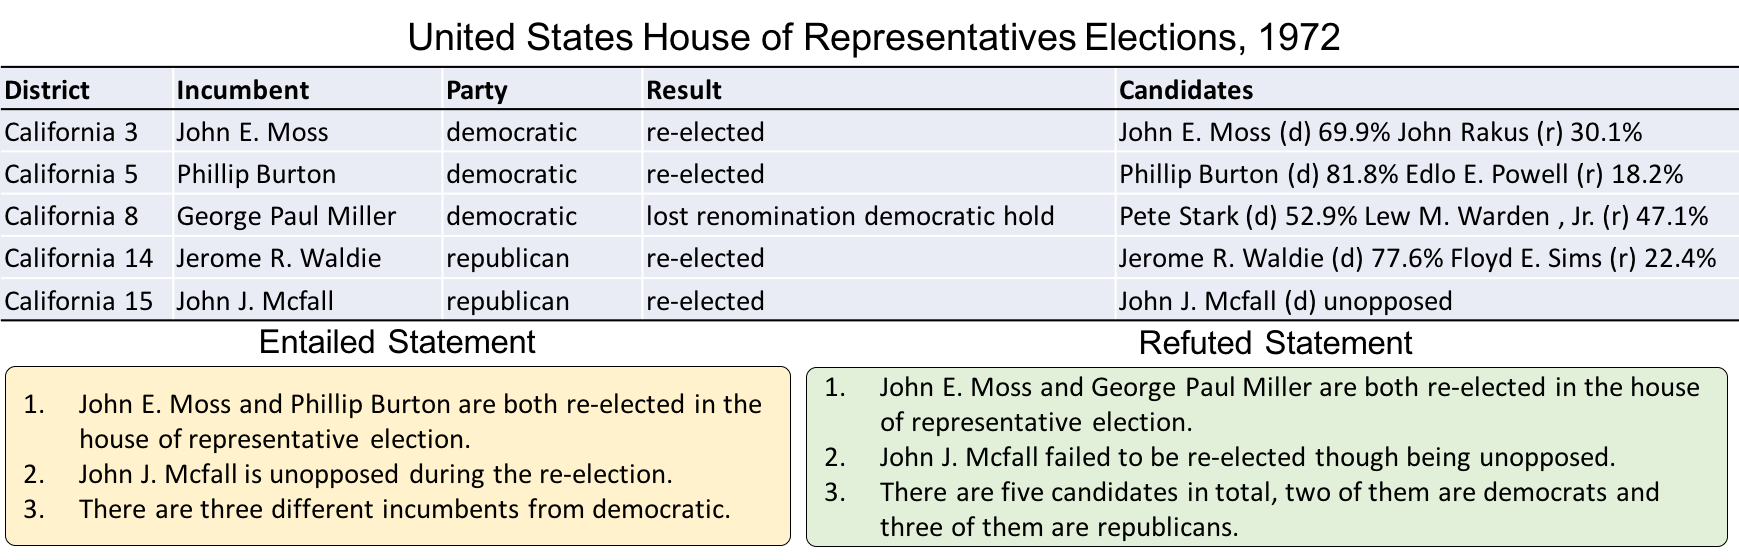 United States House of Representatives Elections, 1972
District Incumbent Party Result Candidates
California 3 John E. Moss democratic re-elected John E. Moss (d) 69.9% John Rakus (r) 30.1%
California 5 Phillip Burton democratic re-elected Phillip Burton (d) 81.8% Edlo E. Powell (r) 18.2%
California 8 George Paul Miller democratic lost renomination democratic hold Pete Stark (d) 52.9% Lew M. Warden , Jr. (r) 47.1%
California 14 Jerome R. Waldie republican re-elected Jerome R. Waldie (d) 77.6% Floyd E. Sims (r) 22.4%
California 15 John J. Mcfall republican re-elected John J. Mcfall (d) unopposed
Entailed Statement
1. John E. Moss and Phillip Burton are both re-elected in the
house of representative election.
2. John J. Mcfall is unopposed during the re-election.
3. There are three different incumbents from democratic.
Refuted Statement
1. John E. Moss and George Paul Miller are both re-elected in the house
of representative election.
2. John J. Mcfall failed to be re-elected though being unopposed.
3. There are five candidates in total, two of them are democrats and
three of them are republicans.